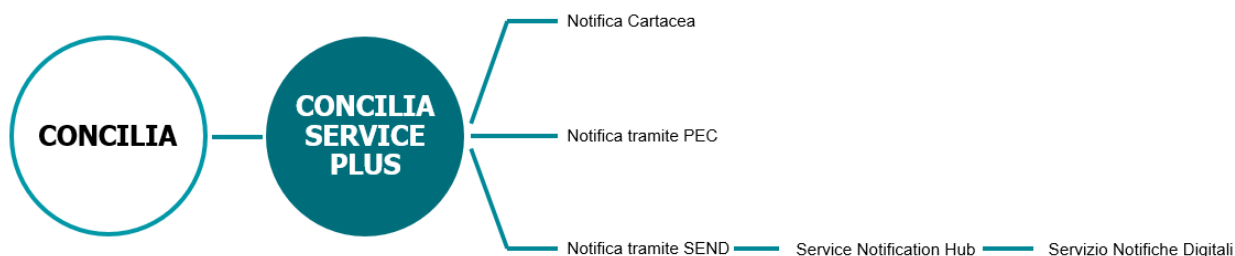 CONCILIA
CONCILIA
SERVICE
PLUS
Notifica Cartacea
Notifica tramite PEC
Notifica tramite SEND
Service Notification Hub
Servizio Notifiche Digitali